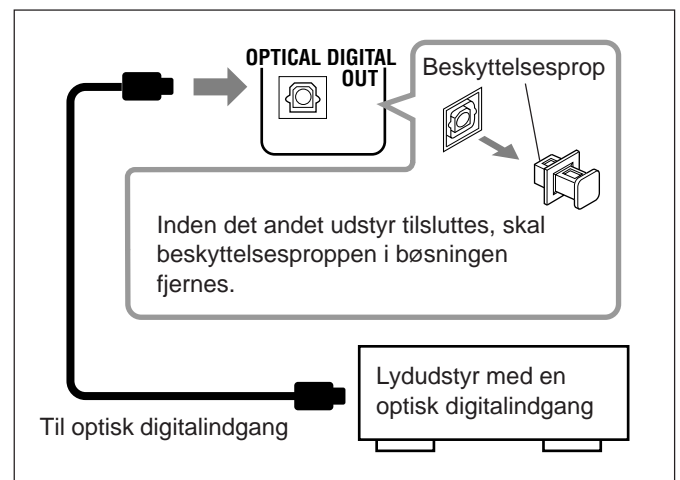 OPTICAL DIGITAL
OUT
Beskyttelsesprop
Inden det andet udstyr tilsluttes, skal
beskyttelsesproppen i bøsningen
fjernes.
Lydudstyr med en
optisk digitalindgang
Til optisk digitalindgang